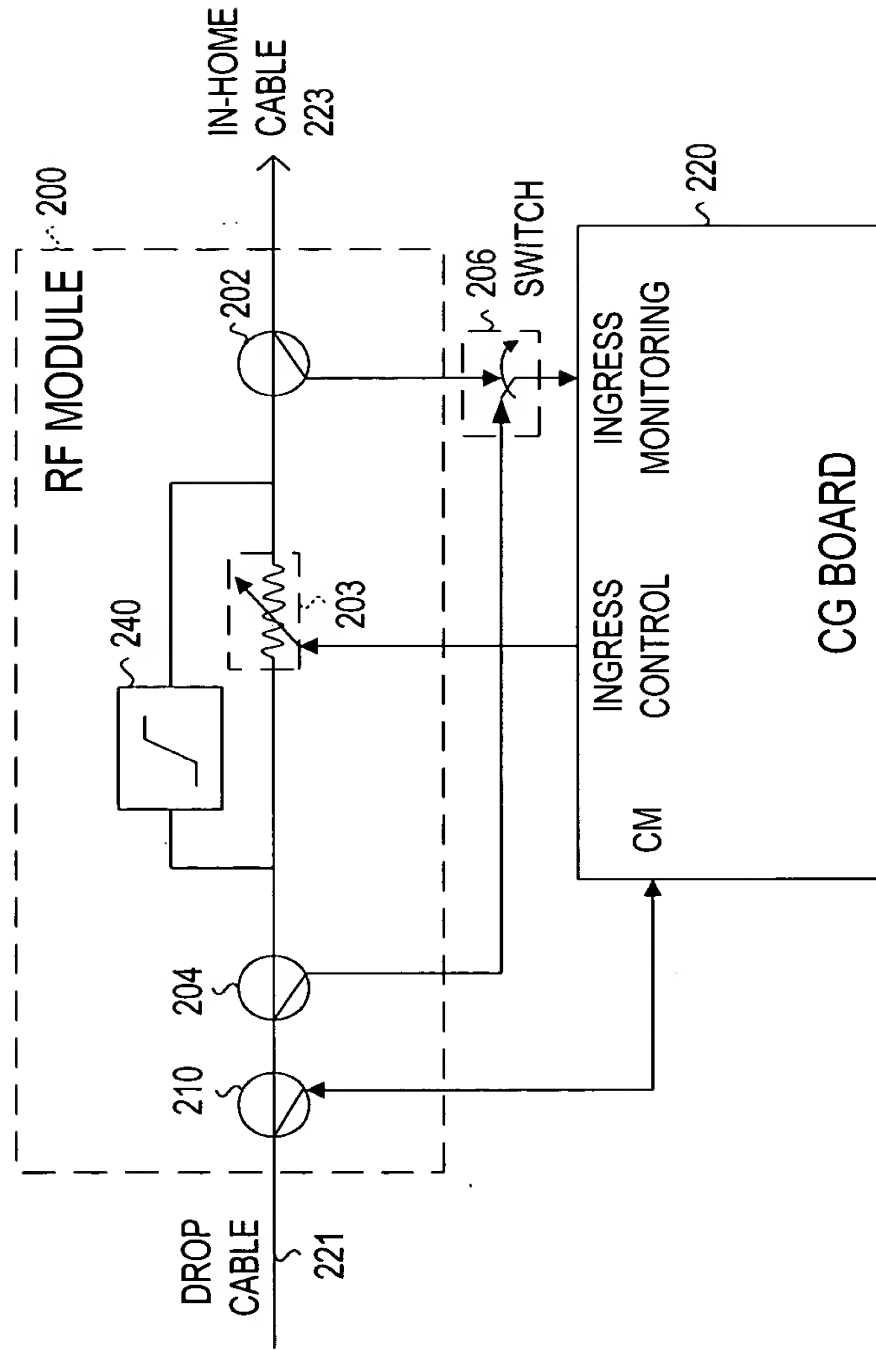 RF MODULE
200
IN-HOME
CABLE
223
DROP
CABLE
221
210
204
240
203
202
206
SWITCH
220
CM
INGRESS
CONTROL
INGRESS
MONITORING
CG BOARD